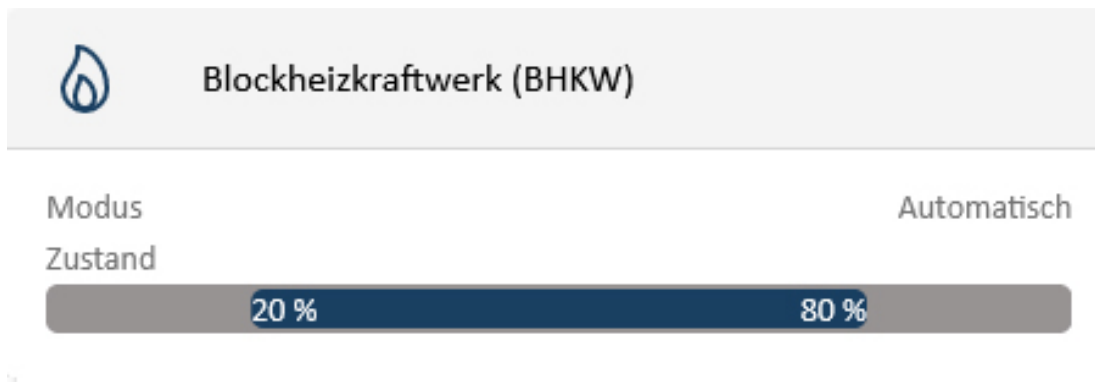 Blockheizkraftwerk (BHKW)
Modus Automatisch
Zustand
20 % 80 %